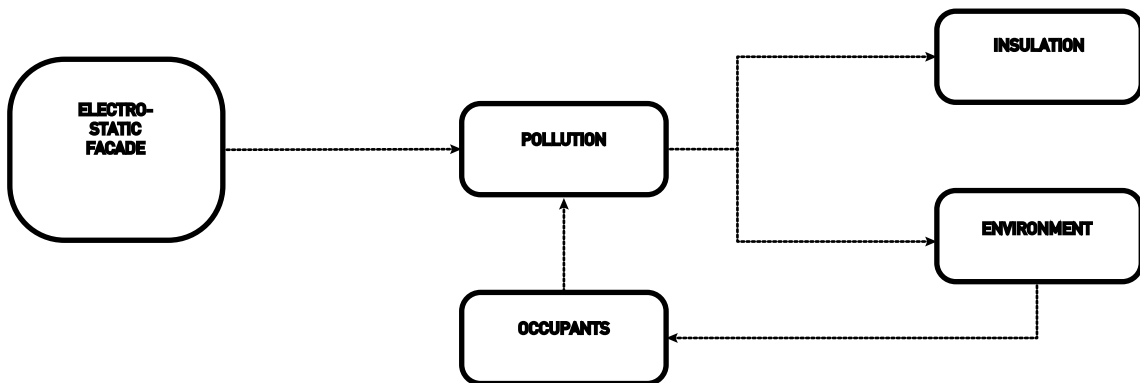 INSULATION
ELECTRO-
STATIC
FACADE
POLLUTION
ENVIRONMENT
OCCUPANTS